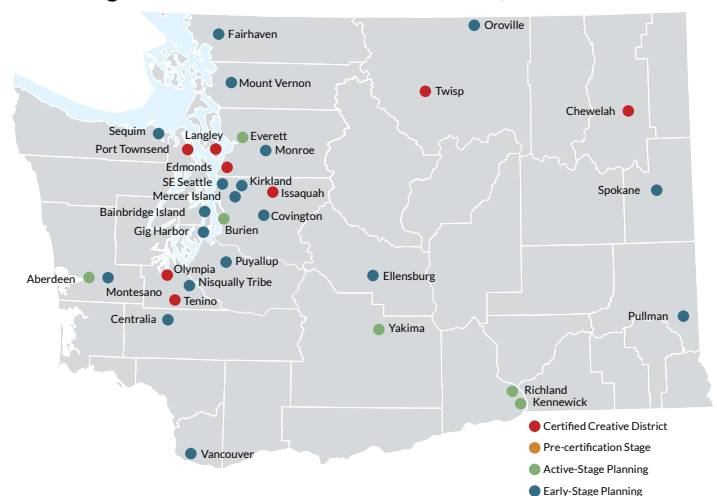 Fairhaven
Oroville
Mount Vernon
Twisp
Chewelah
Sequim
Langley
Everett
Port Townsend
Monroe
Edmonds
SE Seattle
Kirkland
Mercer Island
Issaquah
Spokane
Bainbridge Island
Covington
Gig Harbor
Burien
Puyallup
Olympia
Aberdeen
Nisqually Tribe
Ellensburg
Montesano
Tenino
Centralia
Pullman
Yakima
Richland
Kennewick
Certified Creative District
Pre-certification Stage
Vancouver
Active-Stage Planning
Early-Stage Planning